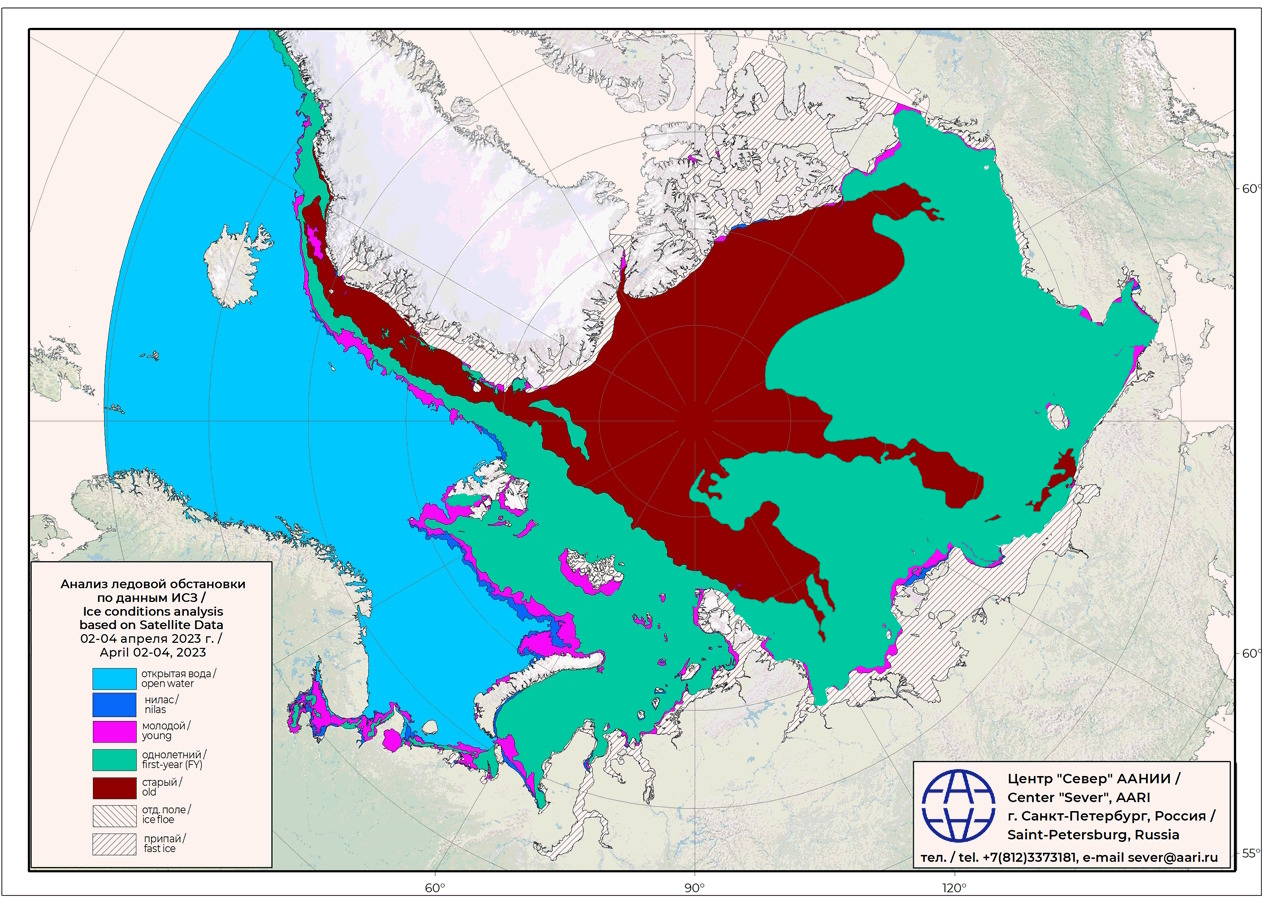 60°
Анализ ледовой обстановки
по данным ИСЗ /
Ice conditions analysis
based on Satellite Data
02-04 апреля 2023 г. /
April 02-04, 2023
открытая вода /
open water
нилас /
nilas
молодой /
young
однолетний /
first-year (FY)
старый /
old
отд. поле /
ice floe
припай /
fast ice
60°
Центр "Север" ААНИИ /
Center "Sever", AARI
г. Санкт-Петербург, Россия /
Saint-Petersburg, Russia
тел. / tel. +7(812)3373181, e-mail sever@aari.ru
55°
60°
90°
120°